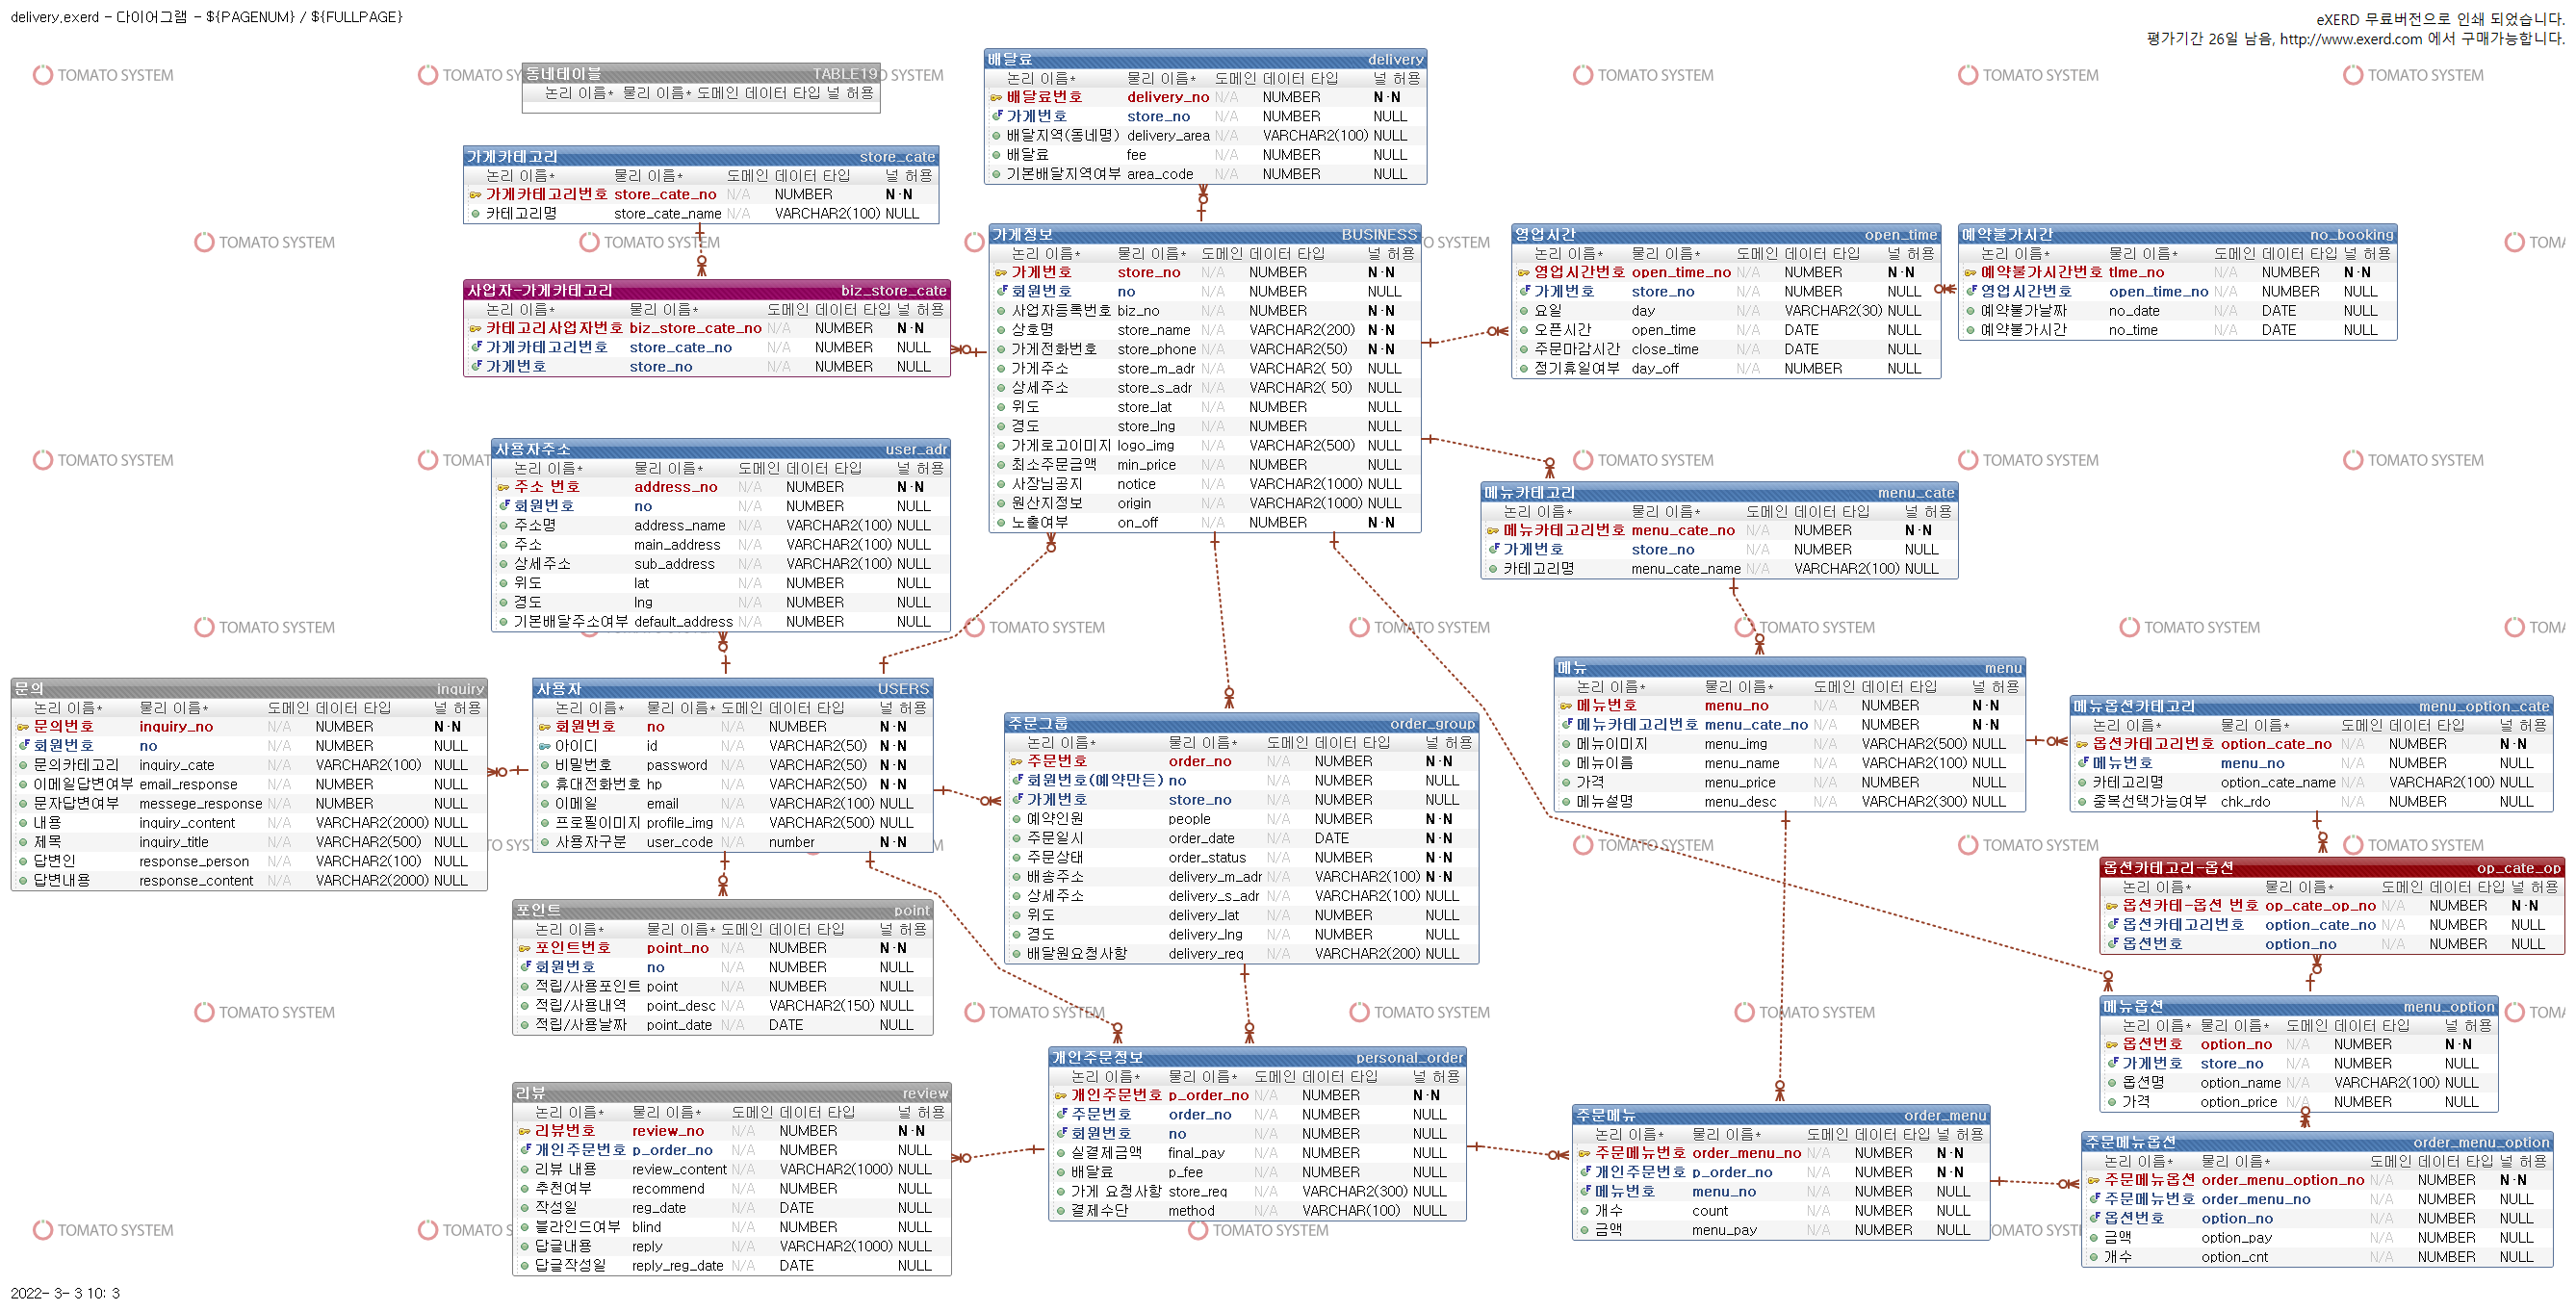 delivery.exerd - 다이어그램 - ${PAGENUM} / ${FULLPAGE}
eXERD 무료버전으로 인쇄 되었습니다.
평가기간 26일 남음, http://www.exerd.com 에서 구매가능합니다.
동네테이블 TABLE19
논리 이름* 물리 이름* 도메인 데이터 타입 널 허용
배달료 delivery
논리 이름* 물리 이름* 도메인 데이터 타입 널 허용
배달료번호 delivery_no N/A NUMBER N·N
가게번호 store_no N/A NUMBER NULL
배달지역(동네명) delivery_area N/A VARCHAR2(100) NULL
배달료 fee N/A NUMBER NULL
기본배달지역여부 area_code N/A NUMBER NULL
가게카테고리 store_cate
논리 이름* 물리 이름* 도메인 데이터 타입 널 허용
가게카테고리번호 store_cate_no N/A NUMBER N·N
카테고리명 store_cate_name N/A VARCHAR2(100) NULL
사업자-가게카테고리 biz_store_cate
논리 이름* 물리 이름* 도메인 데이터 타입 널 허용
카테고리사업자번호 biz_store_cate_no N/A NUMBER N·N
가게카테고리번호 store_cate_no N/A NUMBER NULL
가게번호 store_no N/A NUMBER NULL
가게정보 BUSINESS
논리 이름* 물리 이름* 도메인 데이터 타입 널 허용
가게번호 store_no N/A NUMBER N·N
회원번호 no N/A NUMBER NULL
사업자등록번호 biz_no N/A NUMBER N·N
상호명 store_name N/A VARCHAR2(200) N·N
가게전화번호 store_phone N/A VARCHAR2(50) N·N
가게주소 store_m_adr N/A VARCHAR2( 50) NULL
상세주소 store_s_adr N/A VARCHAR2( 50) NULL
위도 store_lat N/A NUMBER NULL
경도 store_lng N/A NUMBER NULL
가게로고이미지 logo_img N/A VARCHAR2(500) NULL
최소주문금액 min_price N/A NUMBER NULL
사장님공지 notice N/A VARCHAR2(1000) NULL
원산지정보 origin N/A VARCHAR2(1000) NULL
노출여부 on_off N/A NUMBER N·N
영업시간 open_time
논리 이름* 물리 이름* 도메인 데이터 타입 널 허용
영업시간번호 open_time_no N/A NUMBER N·N
가게번호 store_no N/A NUMBER NULL
요일 day N/A VARCHAR2(30) NULL
오픈시간 open_time N/A DATE NULL
주문마감시간 close_time N/A DATE NULL
정기휴일여부 day_off N/A NUMBER NULL
예약불가시간 no_booking
논리 이름* 물리 이름* 도메인 데이터 타입 널 허용
예약불가시간번호 tIme_no N/A NUMBER N·N
영업시간번호 open_time_no N/A NUMBER NULL
예약불가날짜 no_date N/A DATE NULL
예약불가시간 no_time N/A DATE NULL
사용자주소 user_adr
논리 이름* 물리 이름* 도메인 데이터 타입 널 허용
주소 번호 address_no N/A NUMBER N·N
회원번호 no N/A NUMBER NULL
주소명 address_name N/A VARCHAR2(100) NULL
주소 main_address N/A VARCHAR2(100) NULL
상세주소 sub_address N/A VARCHAR2(100) NULL
위도 lat N/A NUMBER NULL
경도 lng N/A NUMBER NULL
기본배달주소여부 default_address N/A NUMBER NULL
메뉴카테고리 menu_cate
논리 이름* 물리 이름* 도메인 데이터 타입 널 허용
메뉴카테고리번호 menu_cate_no N/A NUMBER N·N
가게번호 store_no N/A NUMBER NULL
카테고리명 menu_cate_name N/A VARCHAR2(100) NULL
문의 inquiry
논리 이름* 물리 이름* 도메인 데이터 타입 널 허용
문의번호 inquiry_no N/A NUMBER N·N
회원번호 no N/A NUMBER NULL
문의카테고리 inquiry_cate N/A VARCHAR2(100) NULL
이메일답변여부 email_response N/A NUMBER NULL
문자답변여부 messege_response N/A NUMBER NULL
내용 inquiry_content N/A VARCHAR2(2000) NULL
제목 inquiry_title N/A VARCHAR2(500) NULL
답변인 response_person N/A VARCHAR2(100) NULL
답변내용 response_content N/A VARCHAR2(2000) NULL
사용자 USERS
논리 이름* 물리 이름* 도메인 데이터 타입 널 허용
회원번호 no N/A NUMBER N·N
아이디 id N/A VARCHAR2(50) N·N
비밀번호 password N/A VARCHAR2(50) N·N
휴대전화번호 hp N/A VARCHAR2(50) N·N
이메일 email N/A VARCHAR2(100) NULL
프로필이미지 profile_img N/A VARCHAR2(500) NULL
사용자구분 user_code N/A number N·N
주문그룹 order_group
논리 이름* 물리 이름* 도메인 데이터 타입 널 허용
주문번호 order_no N/A NUMBER N·N
회원번호(예약만든) no N/A NUMBER NULL
가게번호 store_no N/A NUMBER NULL
예약인원 people N/A NUMBER N·N
주문일시 order_date N/A DATE N·N
주문상태 order_status N/A NUMBER N·N
배송주소 delivery_m_adr N/A VARCHAR2(100) N·N
상세주소 delivery_s_adr N/A VARCHAR2(100) NULL
위도 delivery_lat N/A NUMBER NULL
경도 delivery_lng N/A NUMBER NULL
배달원요청사항 delivery_req N/A VARCHAR2(200) NULL
메뉴 menu
논리 이름* 물리 이름* 도메인 데이터 타입 널 허용
메뉴번호 menu_no N/A NUMBER N·N
메뉴카테고리번호 menu_cate_no N/A NUMBER N·N
메뉴이미지 menu_img N/A VARCHAR2(500) NULL
메뉴이름 menu_name N/A VARCHAR2(100) NULL
가격 menu_price N/A NUMBER NULL
메뉴설명 menu_desc N/A VARCHAR2(300) NULL
메뉴옵션카테고리 menu_option_cate
논리 이름* 물리 이름* 도메인 데이터 타입 널 허용
옵션카테고리번호 option_cate_no N/A NUMBER N·N
메뉴번호 menu_no N/A NUMBER NULL
카테고리명 option_cate_name N/A VARCHAR2(100) NULL
중복선택가능여부 chk_rdo N/A NUMBER NULL
옵션카테고리-옵션 op_cate_op
논리 이름* 물리 이름* 도메인 데이터 타입 널 허용
옵션카테-옵션 번호 op_cate_op_no N/A NUMBER N·N
옵션카테고리번호 option_cate_no N/A NUMBER NULL
옵션번호 option_no N/A NUMBER NULL
포인트 point
논리 이름* 물리 이름* 도메인 데이터 타입 널 허용
포인트번호 point_no N/A NUMBER N·N
회원번호 no N/A NUMBER NULL
적립/사용포인트 point N/A NUMBER NULL
적립/사용내역 point_desc N/A VARCHAR2(150) NULL
적립/사용날짜 point_date N/A DATE NULL
메뉴옵션 menu_option
논리 이름* 물리 이름* 도메인 데이터 타입 널 허용
옵션번호 option_no N/A NUMBER N·N
가게번호 store_no N/A NUMBER NULL
옵션명 option_name N/A VARCHAR2(100) NULL
가격 option_price N/A NUMBER NULL
개인주문정보 personal_order
논리 이름* 물리 이름* 도메인 데이터 타입 널 허용
개인주문번호 p_order_no N/A NUMBER N·N
주문번호 order_no N/A NUMBER NULL
회원번호 no N/A NUMBER NULL
실결제금액 final_pay N/A NUMBER NULL
배달료 p_fee N/A NUMBER NULL
가게 요청사항 store_req N/A VARCHAR2(300) NULL
결제수단 method N/A VARCHAR(100) NULL
리뷰 review
논리 이름* 물리 이름* 도메인 데이터 타입 널 허용
리뷰번호 review_no N/A NUMBER N·N
개인주문번호 p_order_no N/A NUMBER NULL
리뷰 내용 review_content N/A VARCHAR2(1000) NULL
추천여부 recommend N/A NUMBER NULL
작성일 reg_date N/A DATE NULL
블라인드여부 blind N/A NUMBER NULL
답글내용 reply N/A VARCHAR2(1000) NULL
답글작성일 reply_reg_date N/A DATE NULL
주문메뉴 order_menu
논리 이름* 물리 이름* 도메인 데이터 타입 널 허용
주문메뉴번호 order_menu_no N/A NUMBER N·N
개인주문번호 p_order_no N/A NUMBER N·N
메뉴번호 menu_no N/A NUMBER NULL
개수 count N/A NUMBER NULL
금액 menu_pay N/A NUMBER NULL
주문메뉴옵션 order_menu_option
논리 이름* 물리 이름* 도메인 데이터 타입 널 허용
주문메뉴옵션 order_menu_option_no N/A NUMBER N·N
주문메뉴번호 order_menu_no N/A NUMBER NULL
옵션번호 option_no N/A NUMBER NULL
금액 option_pay N/A NUMBER NULL
개수 option_cnt N/A NUMBER NULL
2022- 3- 3 10: 3
TOMATO SYSTEM